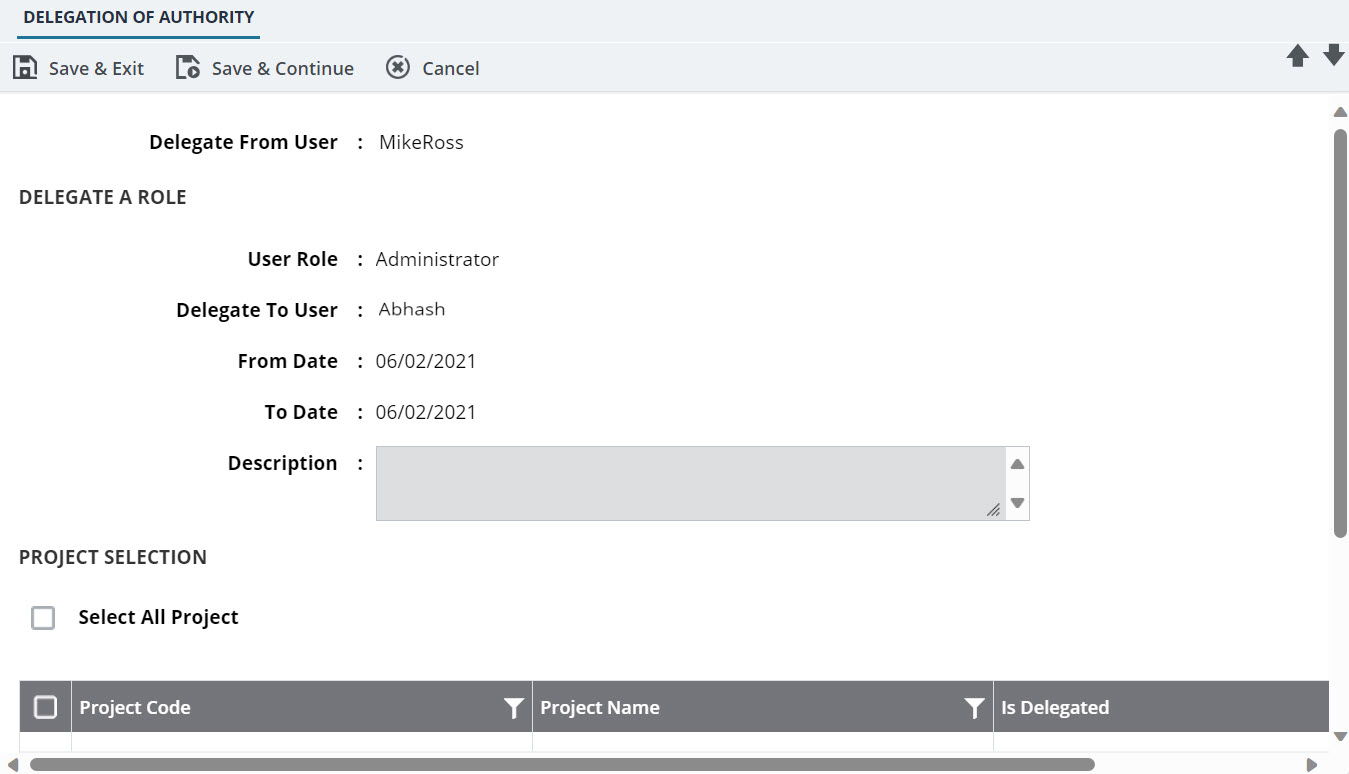 DELEGATION OF AUTHORITY
Save & Exit Save & Continue Cancel
Delegate From User : MikeRoss
DELEGATE A ROLE
User Role : Administrator
Delegate To User : Abhash
From Date : 06/02/2021
To Date : 06/02/2021
Description :
PROJECT SELECTION
Select All Project
Project Code Project Name Is Delegated